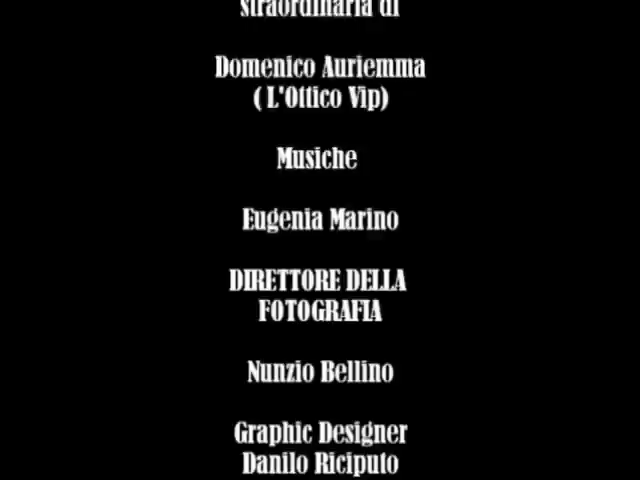 straordinaria di
Domenico Auriemma
( L'Ottico Vip)
Musiche
Eugenia Marino
DIRETTORE DELLA
FOTOGRAFIA
Nunzio Bellino
Graphic Designer
Danilo Riciputo